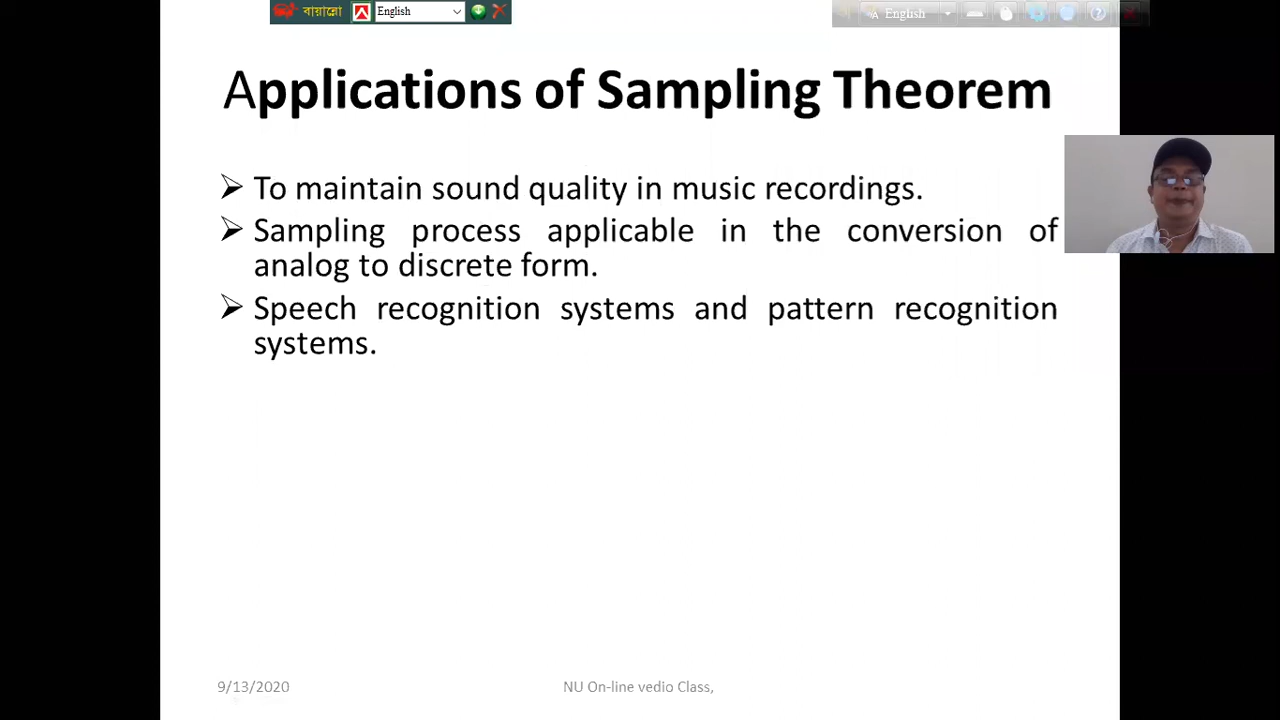 বায়ান্নো English English
Applications of Sampling Theorem
To maintain sound quality in music recordings.
Sampling process applicable in the conversion of
analog to discrete form.
Speech recognition systems and pattern recognition
systems.
9/13/2020 NU On-line vedio Class,